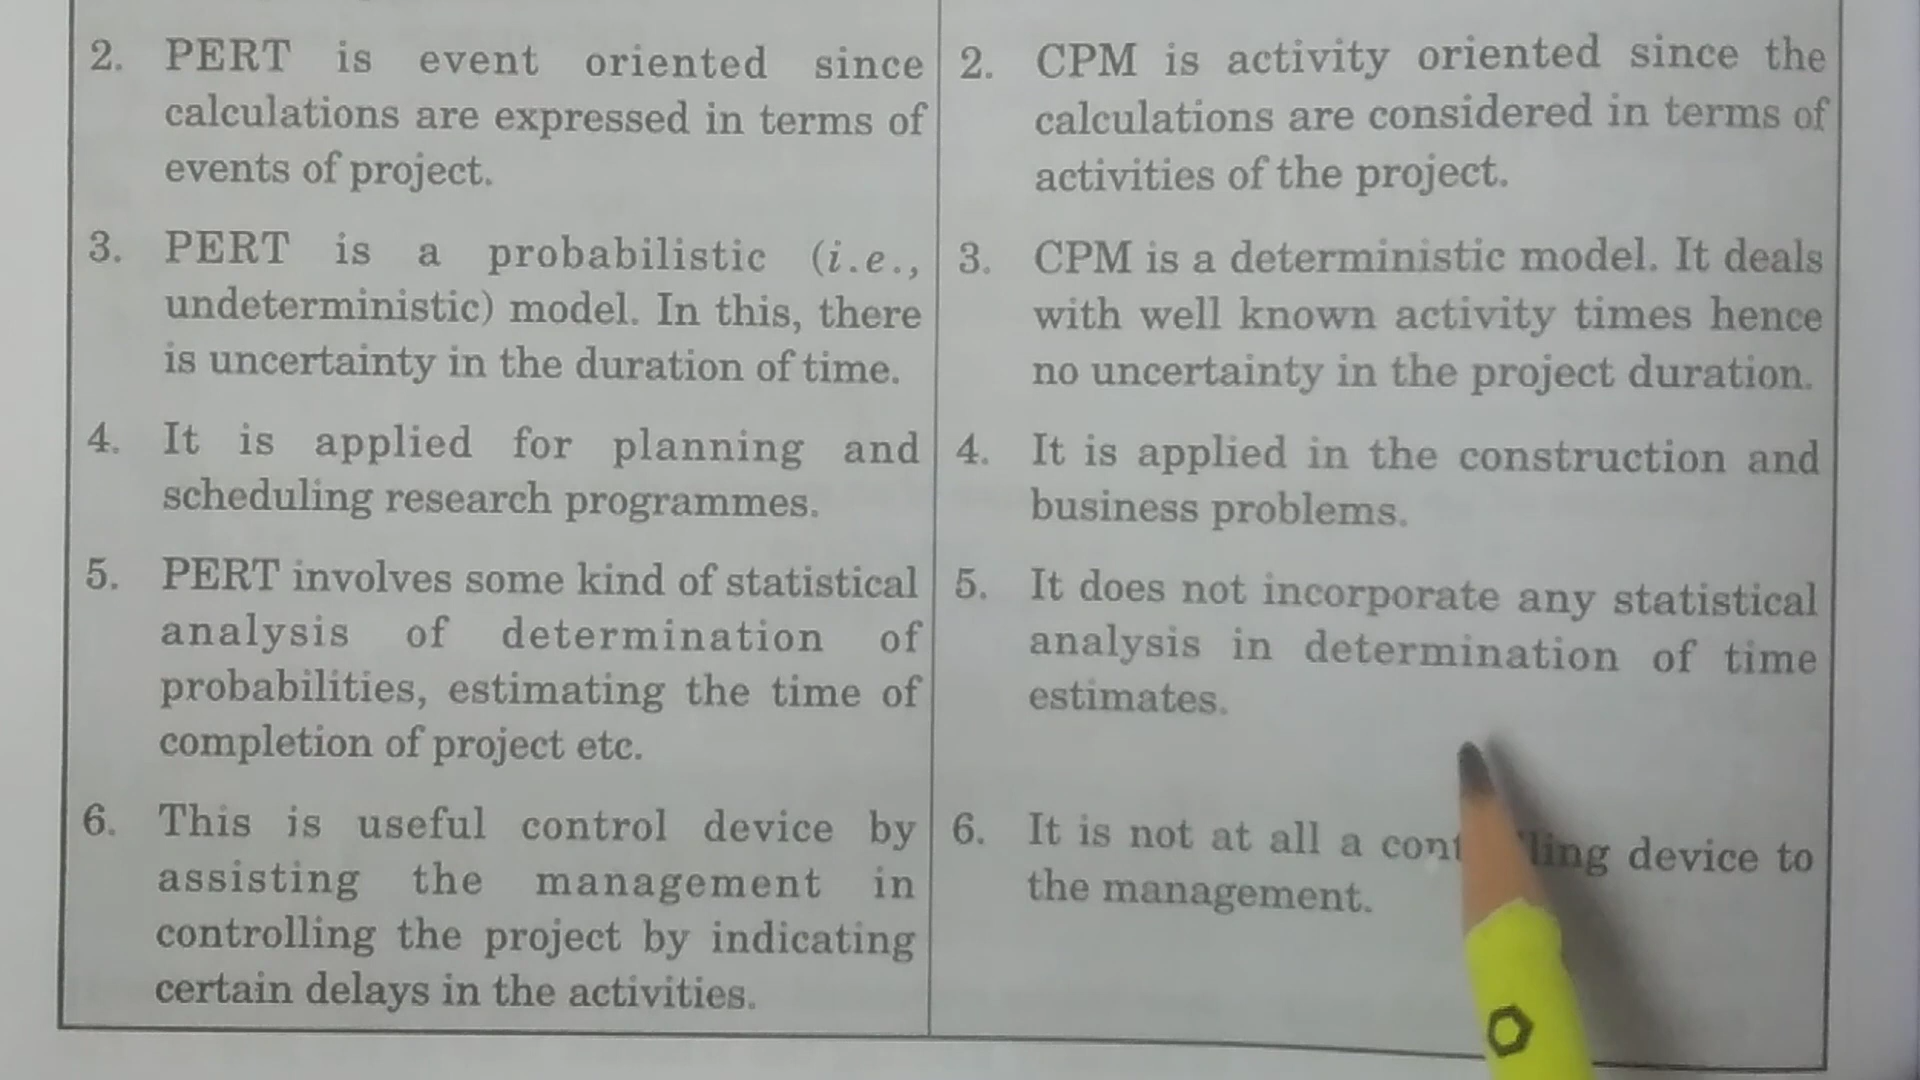 2. PERT is event oriented since
calculations are expressed in terms of
events of project.
3. PERT is a probabilistic (i.e.,
undeterministic) model. In this, there
is uncertainty in the duration of time.
4. It is applied for planning and
scheduling research programmes.
5. PERT involves some kind of statistical
analysis of determination of
probabilities, estimating the time of
completion of project etc.
6. This is useful control device by
assisting the management in
controlling the project by indicating
certain delays in the activities.
2. CPM is activity oriented since the
calculations are considered in terms of
activities of the project.
3. CPM is a deterministic model. It deals
with well known activity times hence
no uncertainty in the project duration.
4. It is applied in the construction and
business problems.
5. It does not incorporate any statistical
analysis in determination of time
estimates.
6. It is not at all a device to
the management.